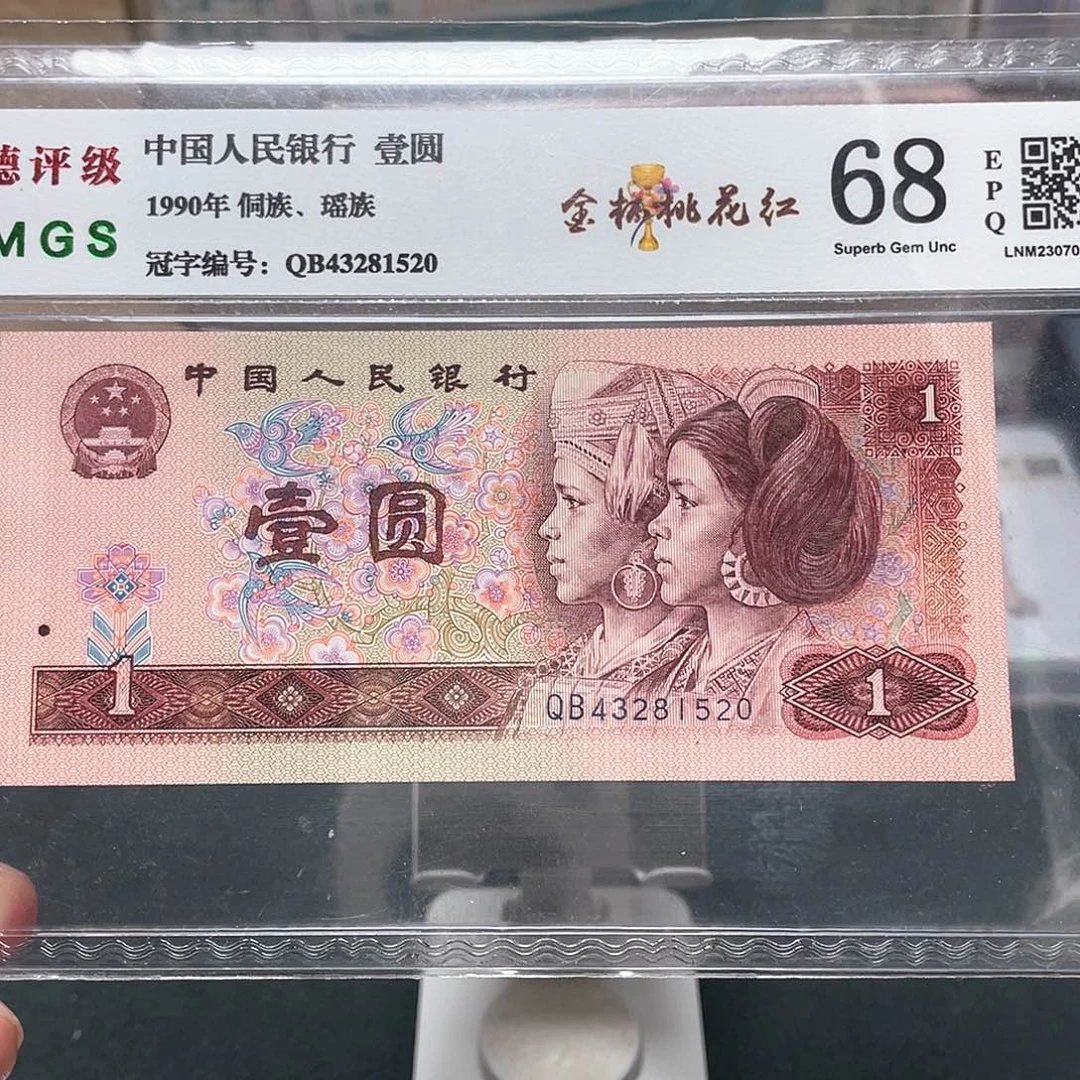 德评级
MGS
中国人民银行 壹圆
1990年 侗族、瑶族
冠字编号：QB43281520
金杯桃花红
68
Superb Gem Unc
EPQ
LNM23070
中国人民银行
壹圆
1
1
QB43281520
1